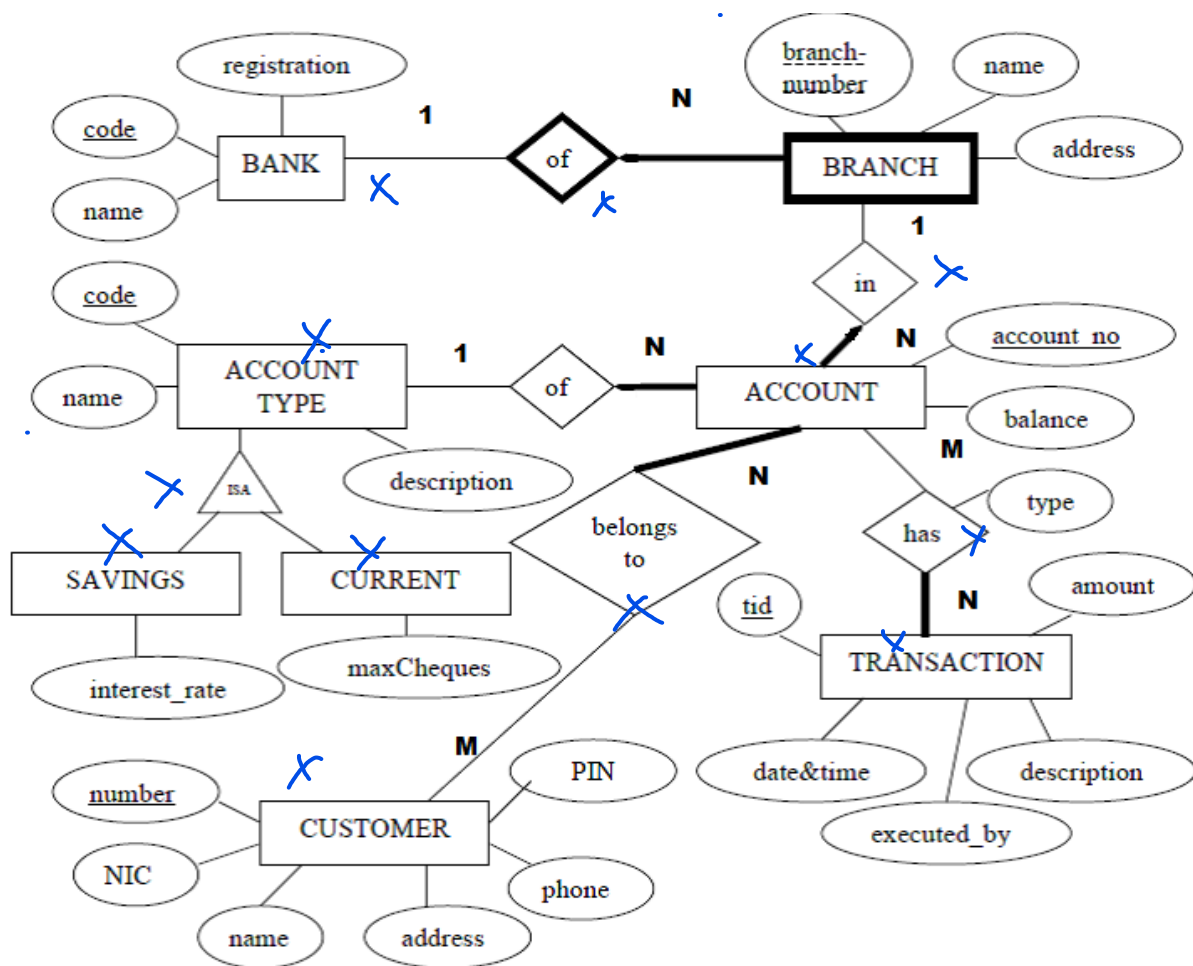 registration
code
BANK
name
1
of
N
branch-
number
name
BRANCH
address
1
in
N
code
ACCOUNT
TYPE
name
description
1
of
N
ACCOUNT
account_no
balance
ISA
SAVINGS
CURRENT
interest_rate
maxCheques
N
belongs
to
M
M
type
has
N
tid
amount
TRANSACTION
date&time
description
executed_by
number
PIN
CUSTOMER
NIC
phone
name
address